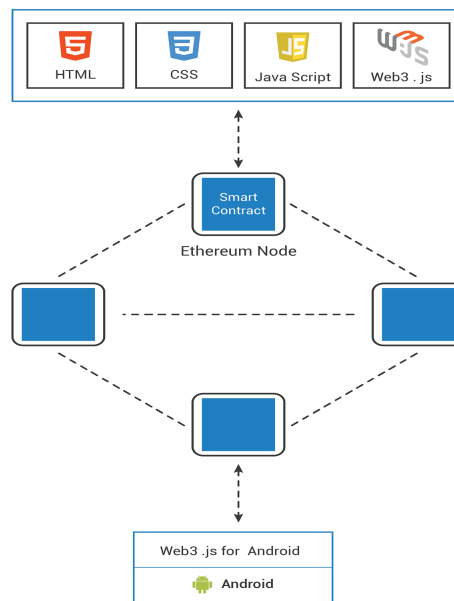 HTML
CSS
Java Script
Web3 . js
Smart
Contract
Ethereum Node
Web3 .js for Android
Android